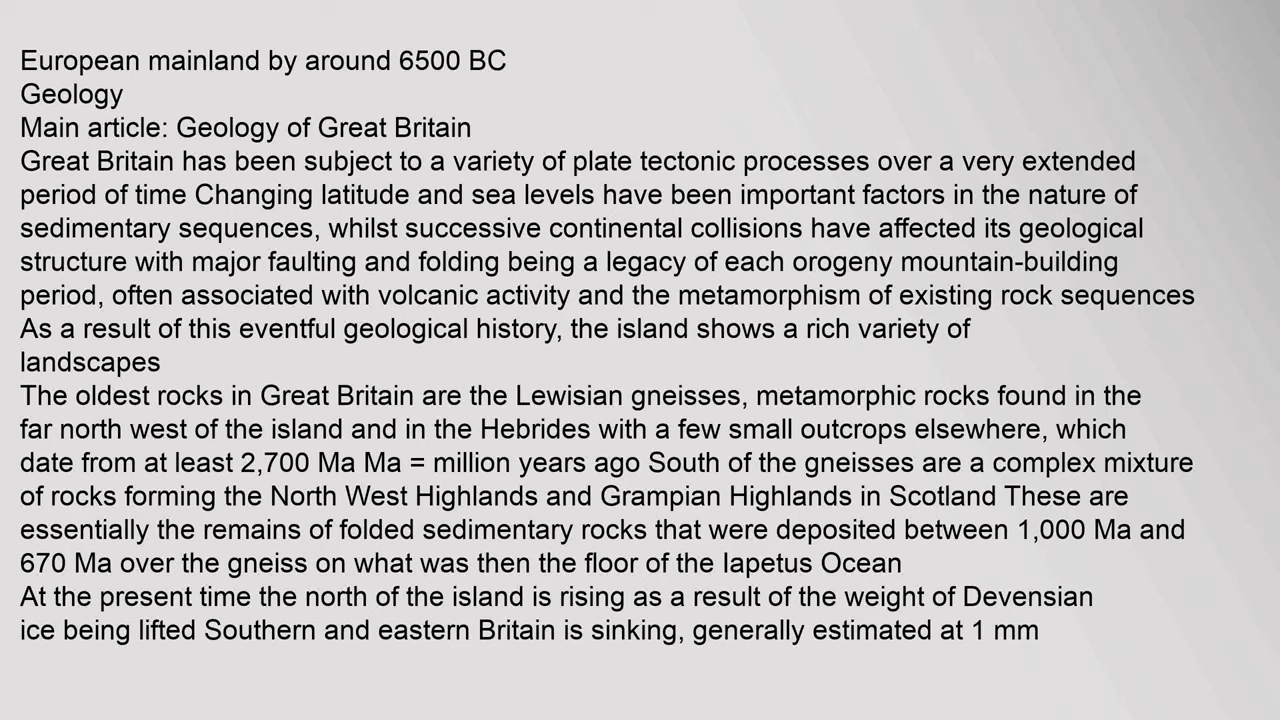 European mainland by around 6500 BC
Geology
Main article: Geology of Great Britain
Great Britain has been subject to a variety of plate tectonic processes over a very extended
period of time Changing latitude and sea levels have been important factors in the nature of
sedimentary sequences, whilst successive continental collisions have affected its geological
structure with major faulting and folding being a legacy of each orogeny mountain-building
period, often associated with volcanic activity and the metamorphism of existing rock sequences
As a result of this eventful geological history, the island shows a rich variety of
landscapes
The oldest rocks in Great Britain are the Lewisian gneisses, metamorphic rocks found in the
far north west of the island and in the Hebrides with a few small outcrops elsewhere, which
date from at least 2,700 Ma Ma = million years ago South of the gneisses are a complex mixture
of rocks forming the North West Highlands and Grampian Highlands in Scotland These are
essentially the remains of folded sedimentary rocks that were deposited between 1,000 Ma and
670 Ma over the gneiss on what was then the floor of the Iapetus Ocean
At the present time the north of the island is rising as a result of the weight of Devensian
ice being lifted Southern and eastern Britain is sinking, generally estimated at 1 mm